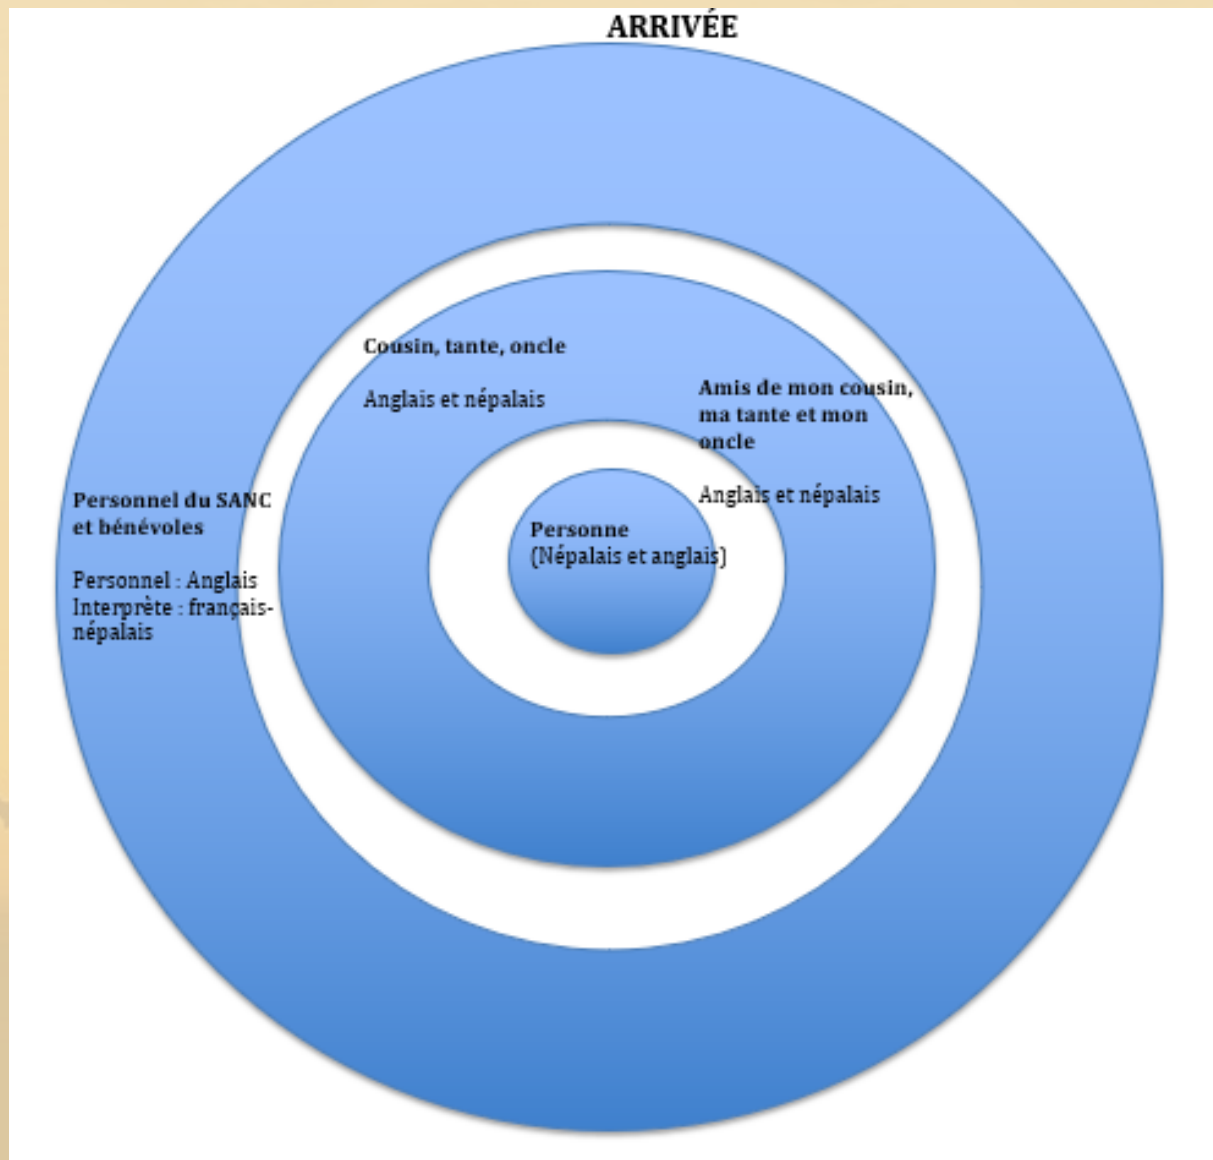 ARRIVÉE
Cousin, tante, oncle
Anglais et népalais
Amis de mon cousin,
ma tante et mon
oncle
Anglais et népalais
Personnel du SANC
et bénévoles
Personnel : Anglais
Interprète : français-
népalais
Personne
(Népalais et anglais)